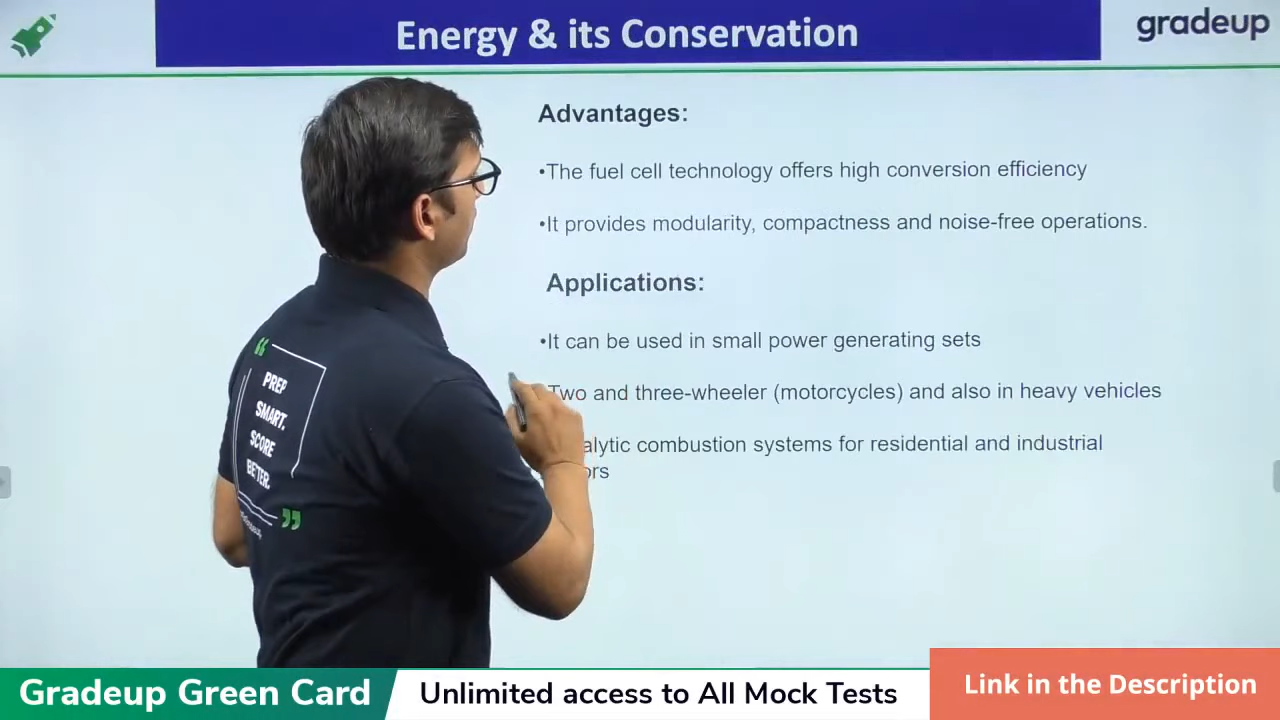 Energy & its Conservation
gradeup
Advantages:
•The fuel cell technology offers high conversion efficiency
•It provides modularity, compactness and noise-free operations.
Applications:
•It can be used in small power generating sets
Two and three-wheeler (motorcycles) and also in heavy vehicles
alytic combustion systems for residential and industrial
ors
“
PREP
SMART.
SCORE
BETTER.
”
Gradeup Green Card
Unlimited access to All Mock Tests
Link in the Description